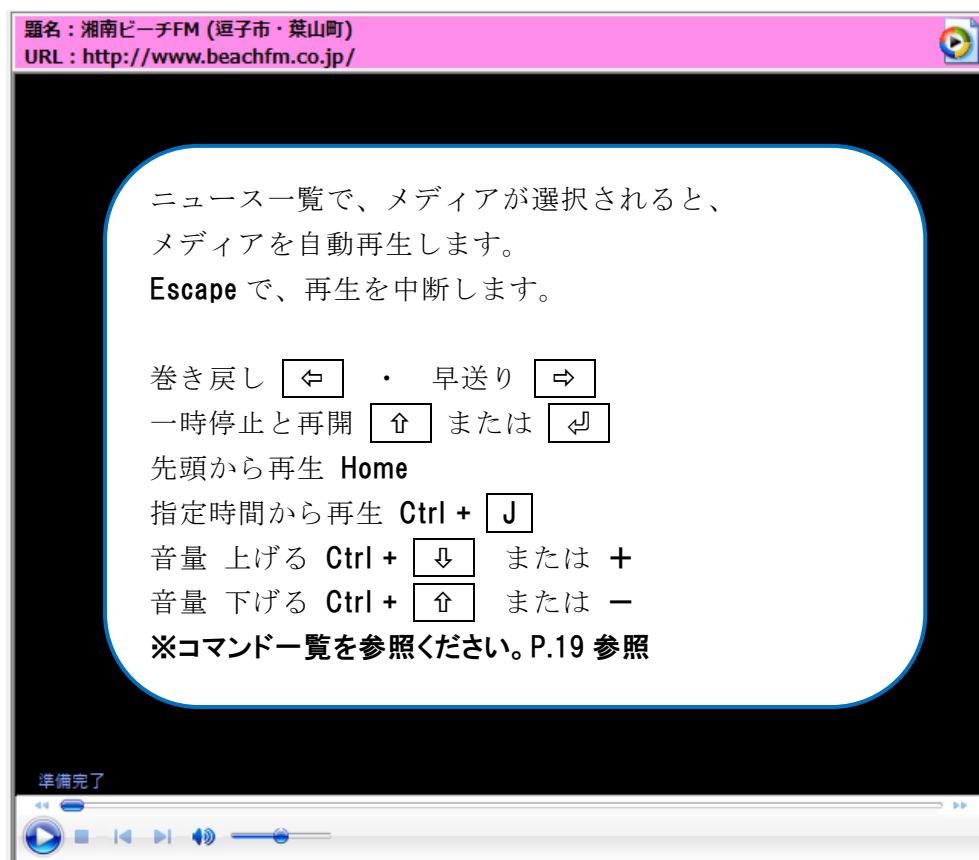 題名：湘南ビーチFM (逗子市・葉山町)
URL：http://www.beachfm.co.jp/
ニュース一覧で、メディアが選択されると、
メディアを自動再生します。
Escape で、再生を中断します。
巻き戻し ⇦ ・ 早送り ⇨
一時停止と再開 ⇧ または ⏎
先頭から再生 Home
指定時間から再生 Ctrl + J
音量 上げる Ctrl + ⇩ または ＋
音量 下げる Ctrl + ⇧ または －
※コマンド一覧を参照ください。P.19 参照
準備完了